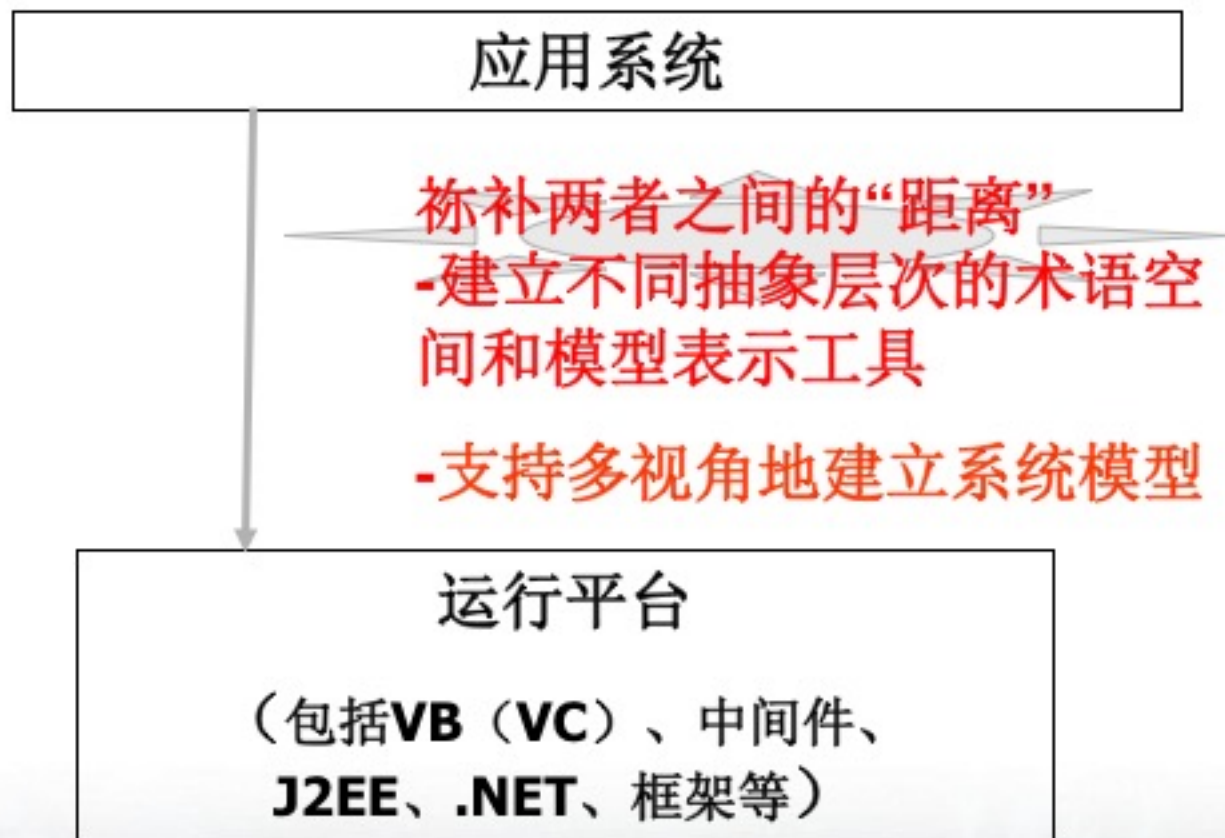 应用系统
祢补两者之间的“距离”
-建立不同抽象层次的术语空
间和模型表示工具
-支持多视角地建立系统模型
运行平台
（包括VB（VC）、中间件、
J2EE、.NET、框架等）